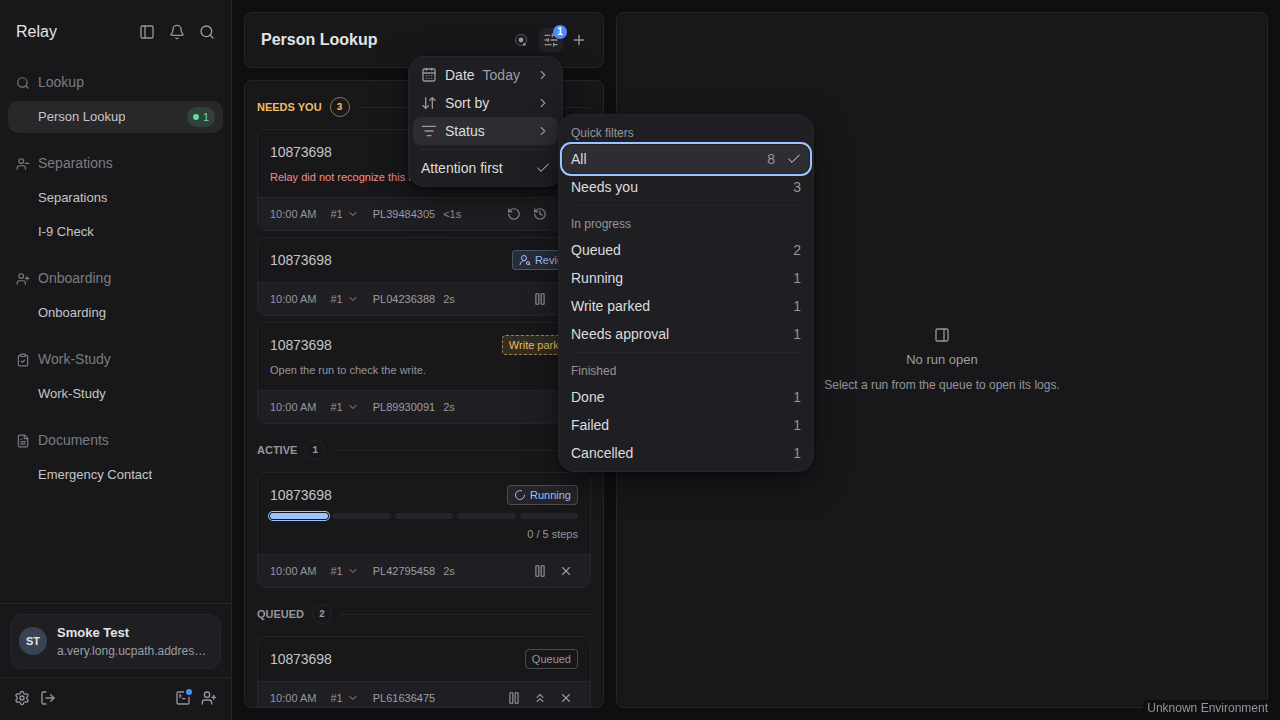 Relay
Lookup
Person Lookup
1
Separations
Separations
I-9 Check
Onboarding
Onboarding
Work-Study
Work-Study
Documents
Emergency Contact
ST
Smoke Test
a.very.long.ucpath.addres…
Person Lookup
1
Date Today
Sort by
Status
Attention first
Quick filters
All 8
Needs you 3
In progress
Queued 2
Running 1
Write parked 1
Needs approval 1
Finished
Done 1
Failed 1
Cancelled 1
NEEDS YOU 3
10873698
Relay did not recognize this
10:00 AM #1 PL39484305 <1s
10873698
10:00 AM #1 PL04236388 2s
10873698
Write park
Open the run to check the write.
10:00 AM #1 PL89930091 2s
ACTIVE 1
10873698
Running
0 / 5 steps
10:00 AM #1 PL42795458 2s
QUEUED 2
10873698
Queued
10:00 AM #1 PL61636475
No run open
Select a run from the queue to open its logs.
Unknown Environment